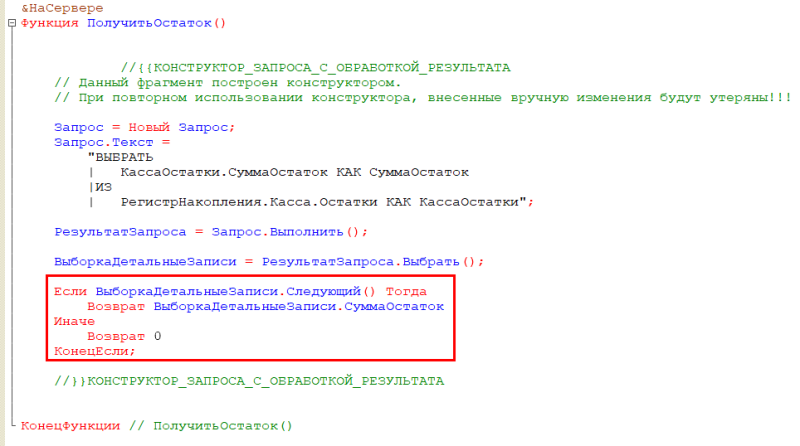 &НаСервере
Функция ПолучитьОстаток()
//{{КОНСТРУКТОР_ЗАПРОСА_С_ОБРАБОТКОЙ_РЕЗУЛЬТАТА
// Данный фрагмент построен конструктором.
// При повторном использовании конструктора, внесенные вручную изменения будут утеряны!!!
Запрос = Новый Запрос;
Запрос.Текст =
"ВЫБРАТЬ
|   КассаОстатки.СуммаОстаток КАК СуммаОстаток
|ИЗ
|   РегистрНакопления.Касса.Остатки КАК КассаОстатки";
РезультатЗапроса = Запрос.Выполнить();
ВыборкаДетальныеЗаписи = РезультатЗапроса.Выбрать();
Если ВыборкаДетальныеЗаписи.Следующий() Тогда
Возврат ВыборкаДетальныеЗаписи.СуммаОстаток
Иначе
Возврат 0
КонецЕсли;
//}}КОНСТРУКТОР_ЗАПРОСА_С_ОБРАБОТКОЙ_РЕЗУЛЬТАТА
КонецФункции // ПолучитьОстаток()